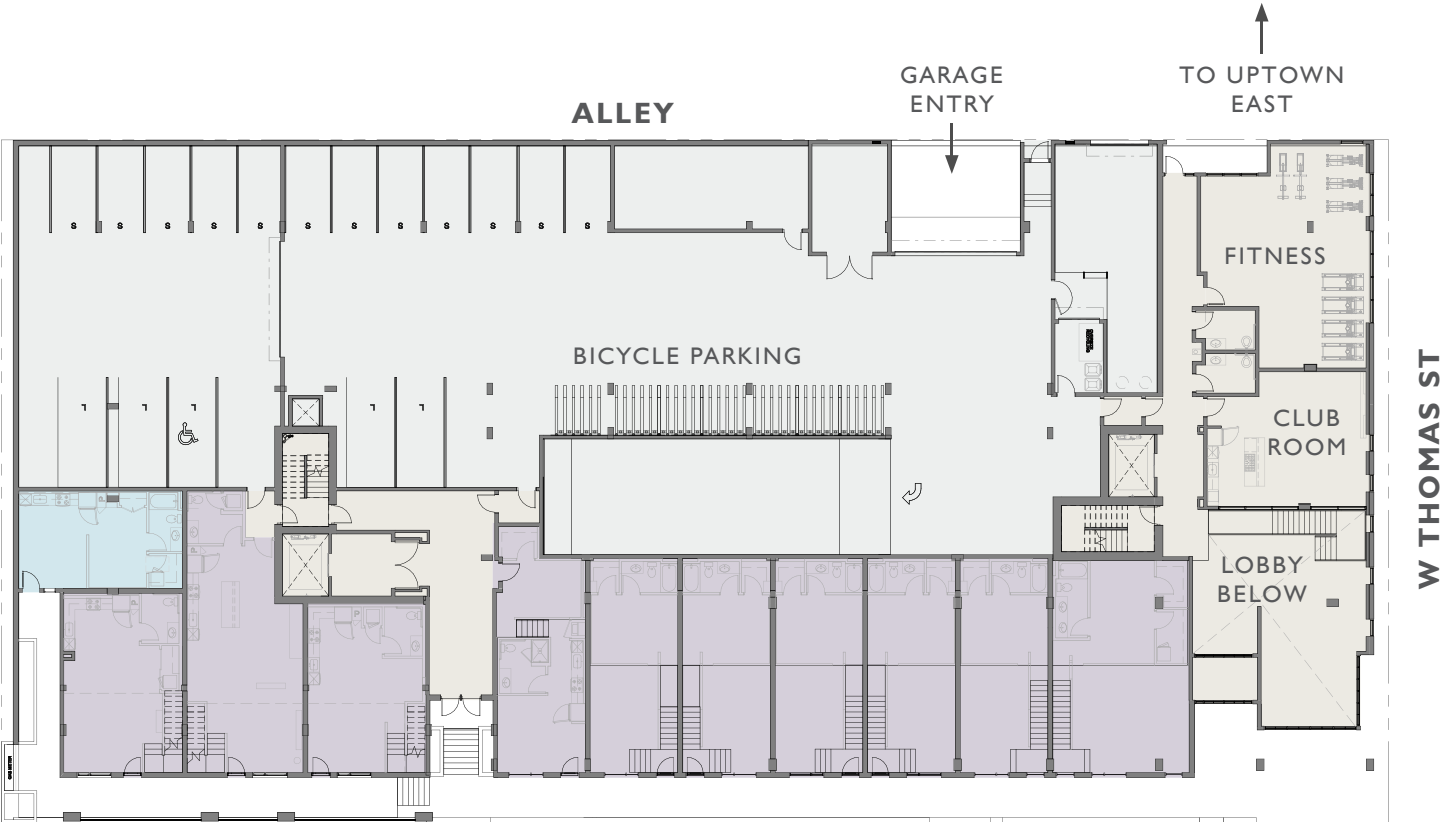 TO UPTOWN
EAST
GARAGE
ENTRY
ALLEY
S S S S S S S S S S S S
FITNESS
BICYCLE PARKING
L L L L L
CLUB
ROOM
W THOMAS ST
LOBBY
BELOW